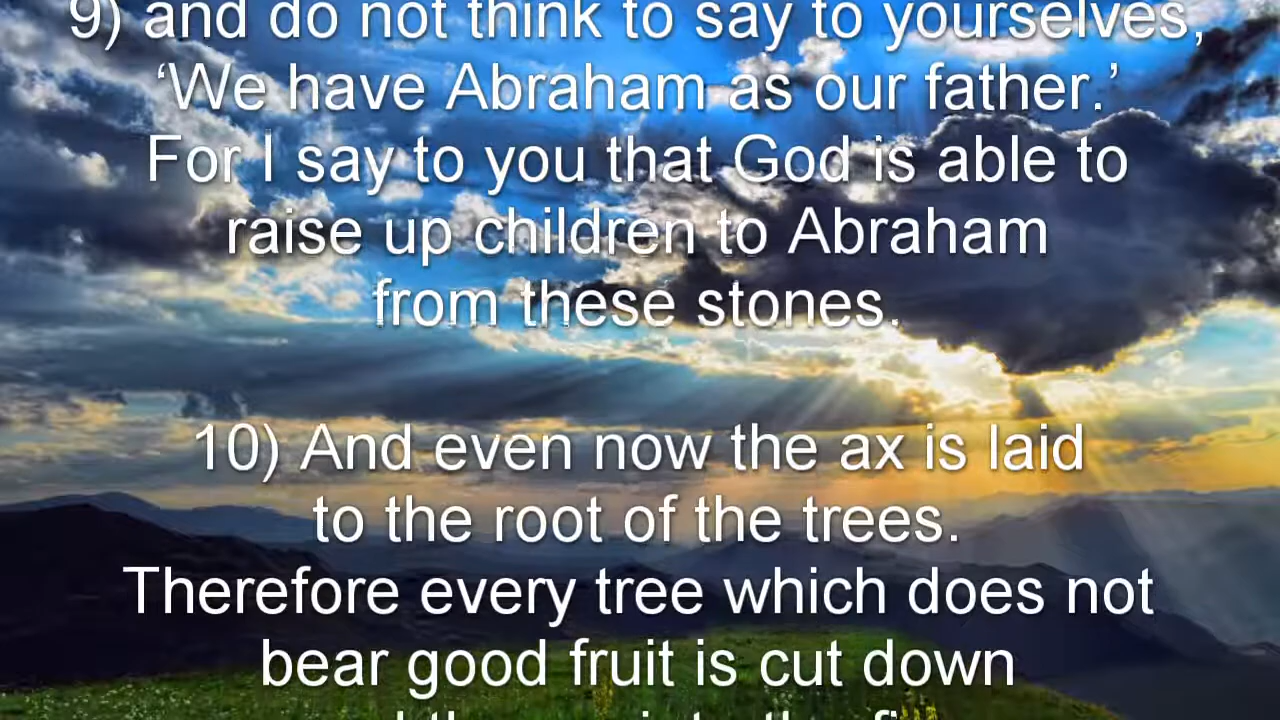 9) and do not think to say to yourselves,
‘We have Abraham as our father.’
For I say to you that God is able to
raise up children to Abraham
from these stones.
10) And even now the ax is laid
to the root of the trees.
Therefore every tree which does not
bear good fruit is cut down